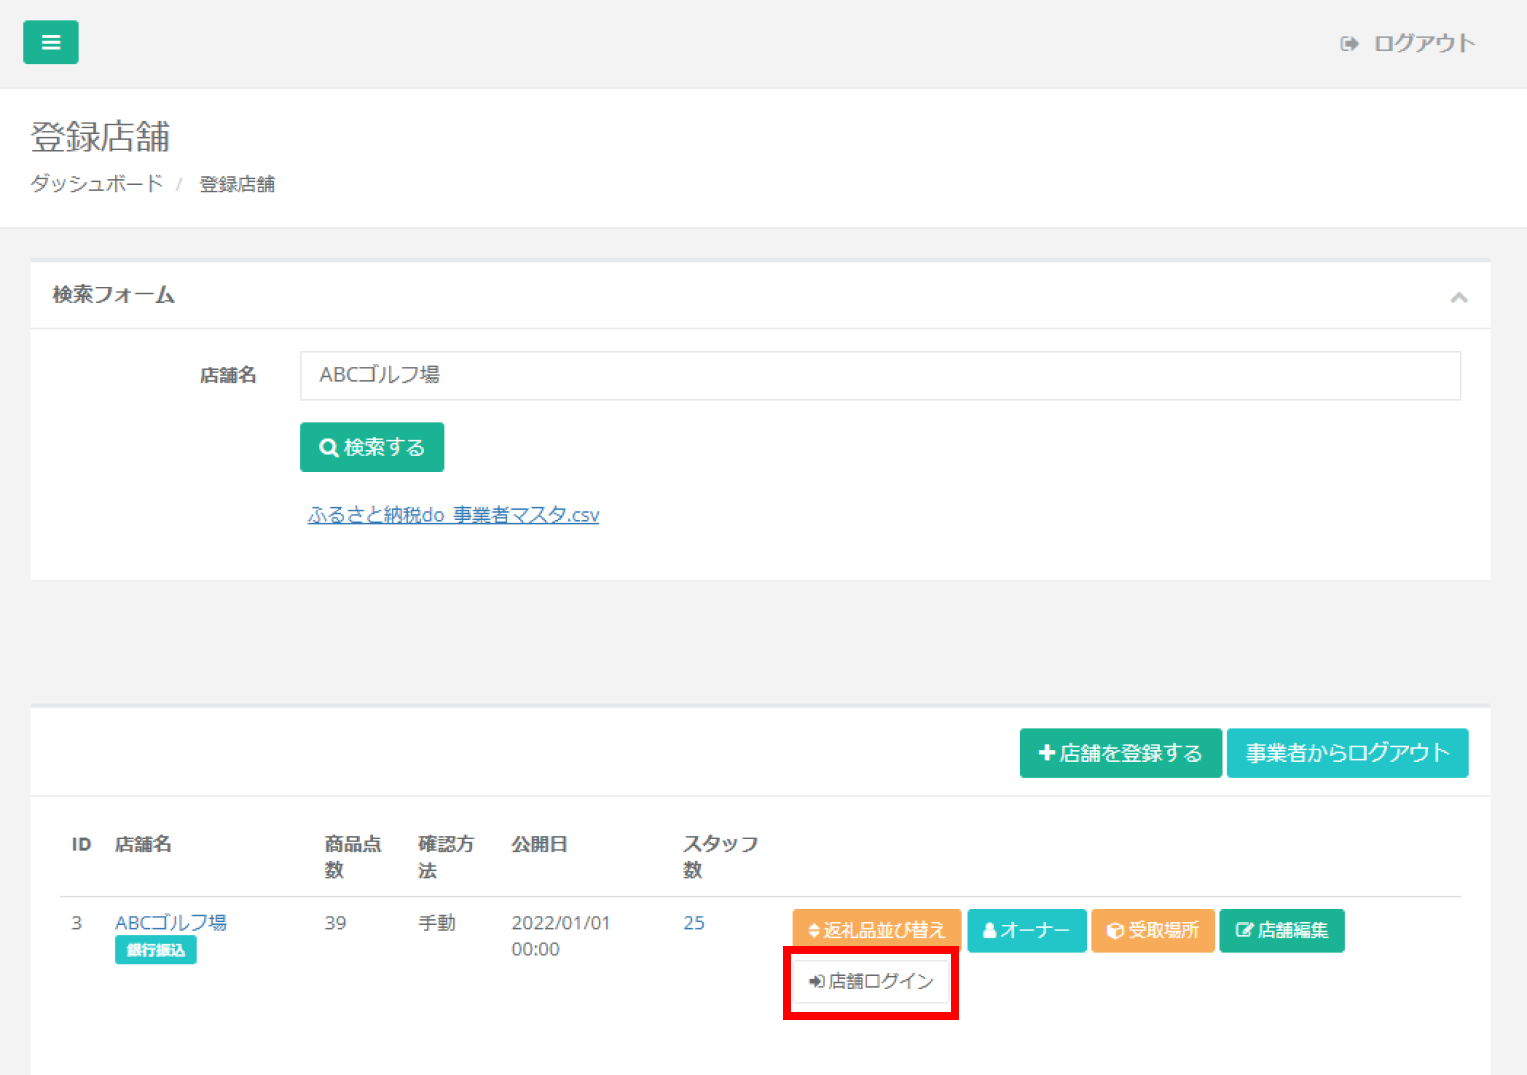 ログアウト
登録店舗
ダッシュボード / 登録店舗
検索フォーム
店舗名 ABCゴルフ場
検索する
ふるさと納税do_事業者マスタ.csv
店舗を登録する 事業者からログアウト
ID 店舗名 商品点数 確認方法 公開日 スタッフ数
3 ABCゴルフ場 39 手動 2022/01/01 00:00 25 返礼品並び替え オーナー 受取場所 店舗編集
銀行振込
店舗ログイン